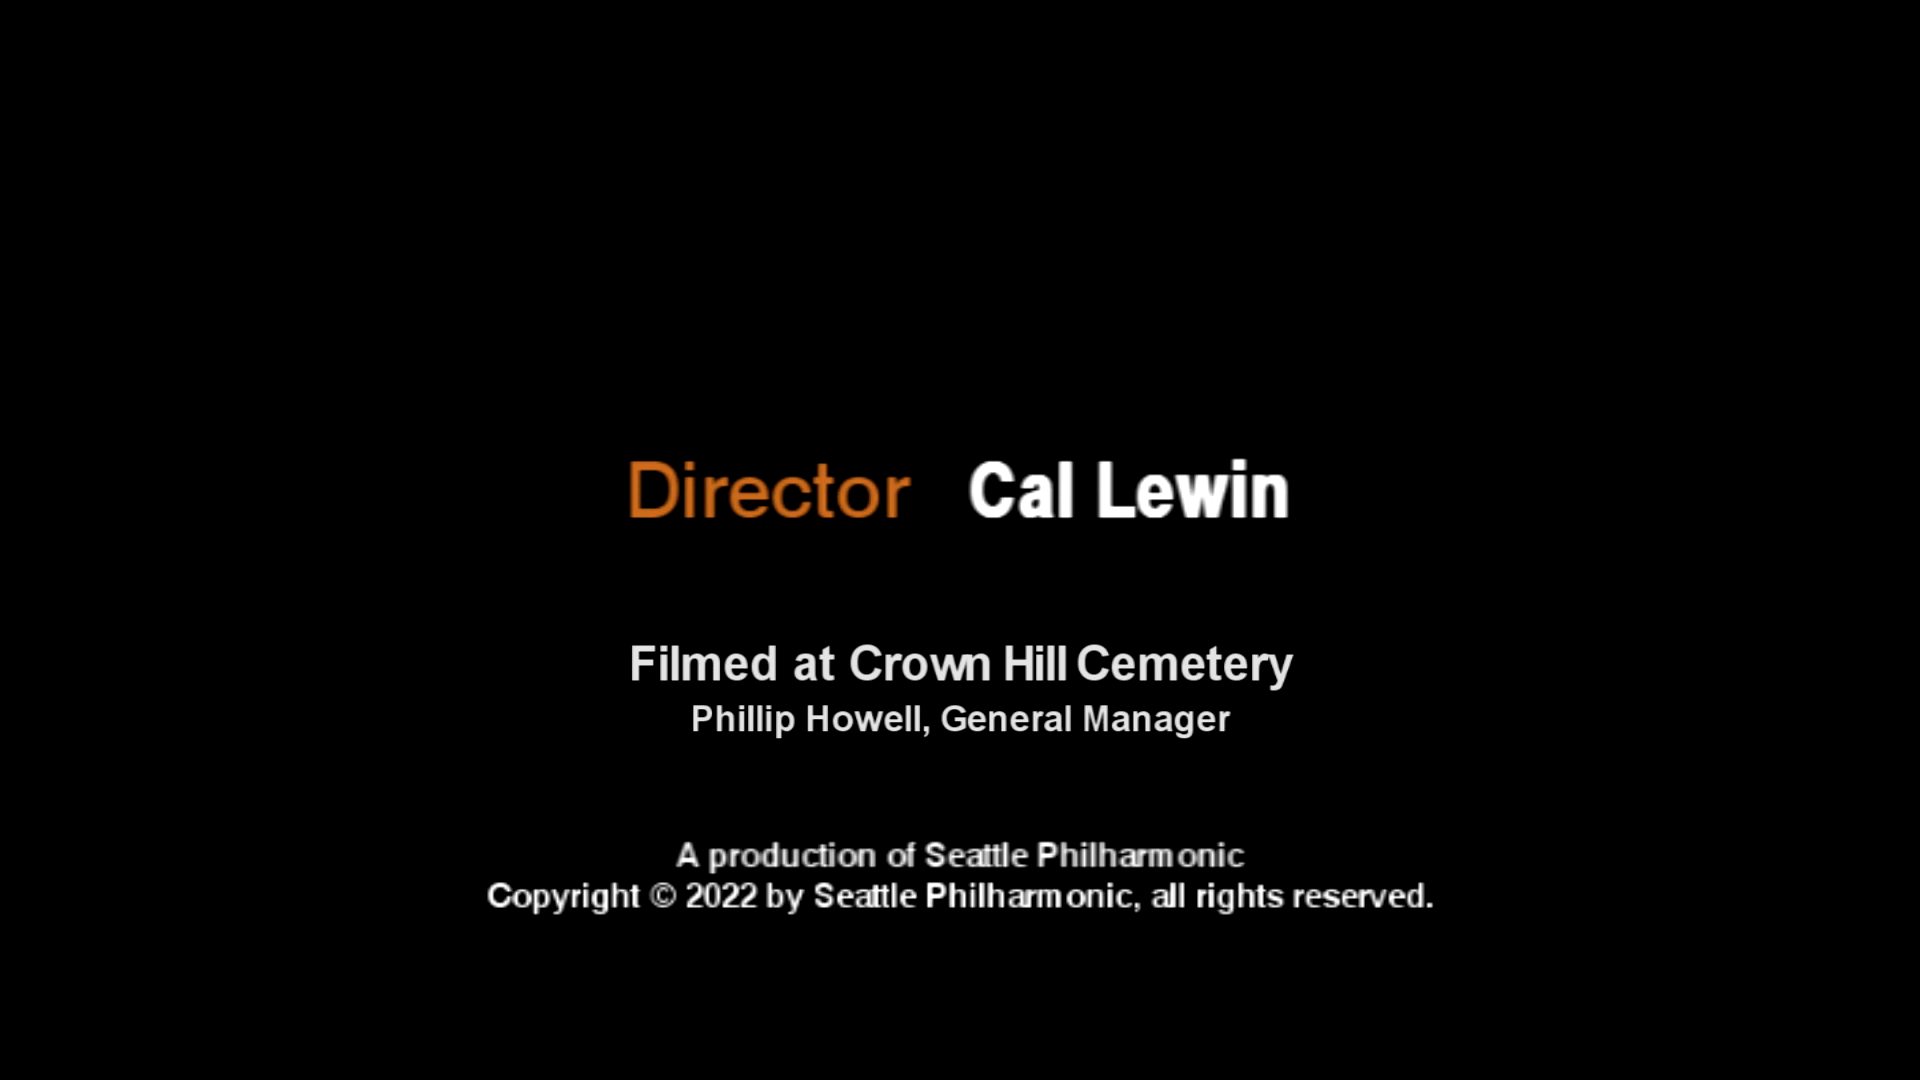 Director Cal Lewin
Filmed at Crown Hill Cemetery
Phillip Howell, General Manager
A production of Seattle Philharmonic
Copyright © 2022 by Seattle Philharmonic, all rights reserved.